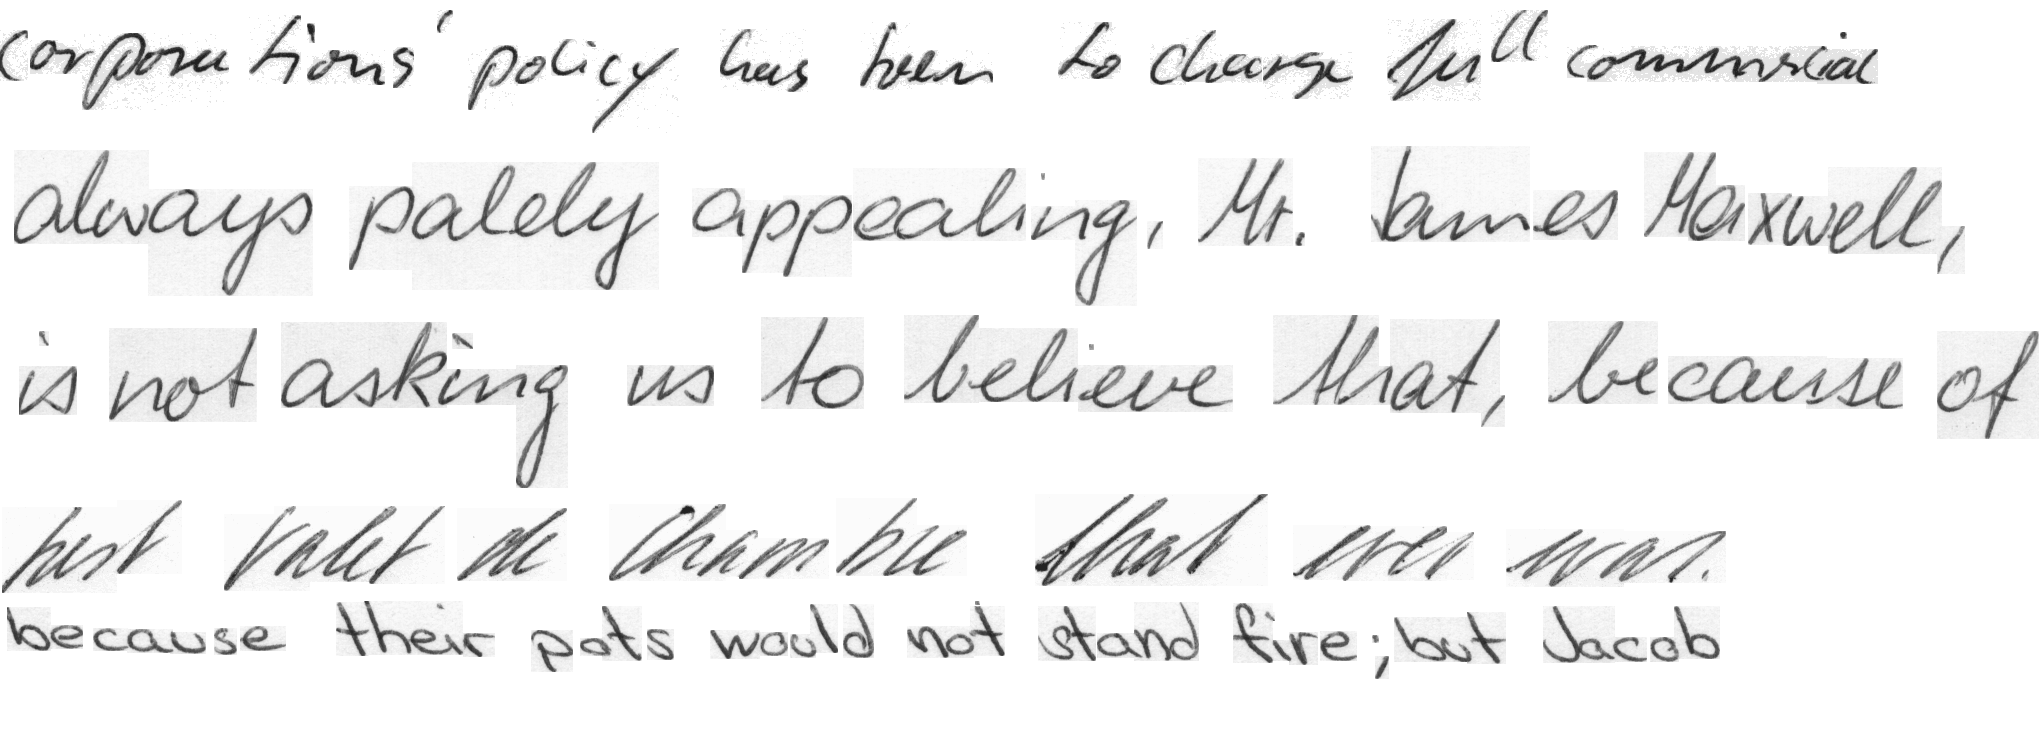 corporations' policy has been to charge full commercial
always palely appealing, Mr. James Maxwell,
is not asking us to believe that, because of
best valet de chambre that ever was.
because their pots would not stand fire; but Jacob